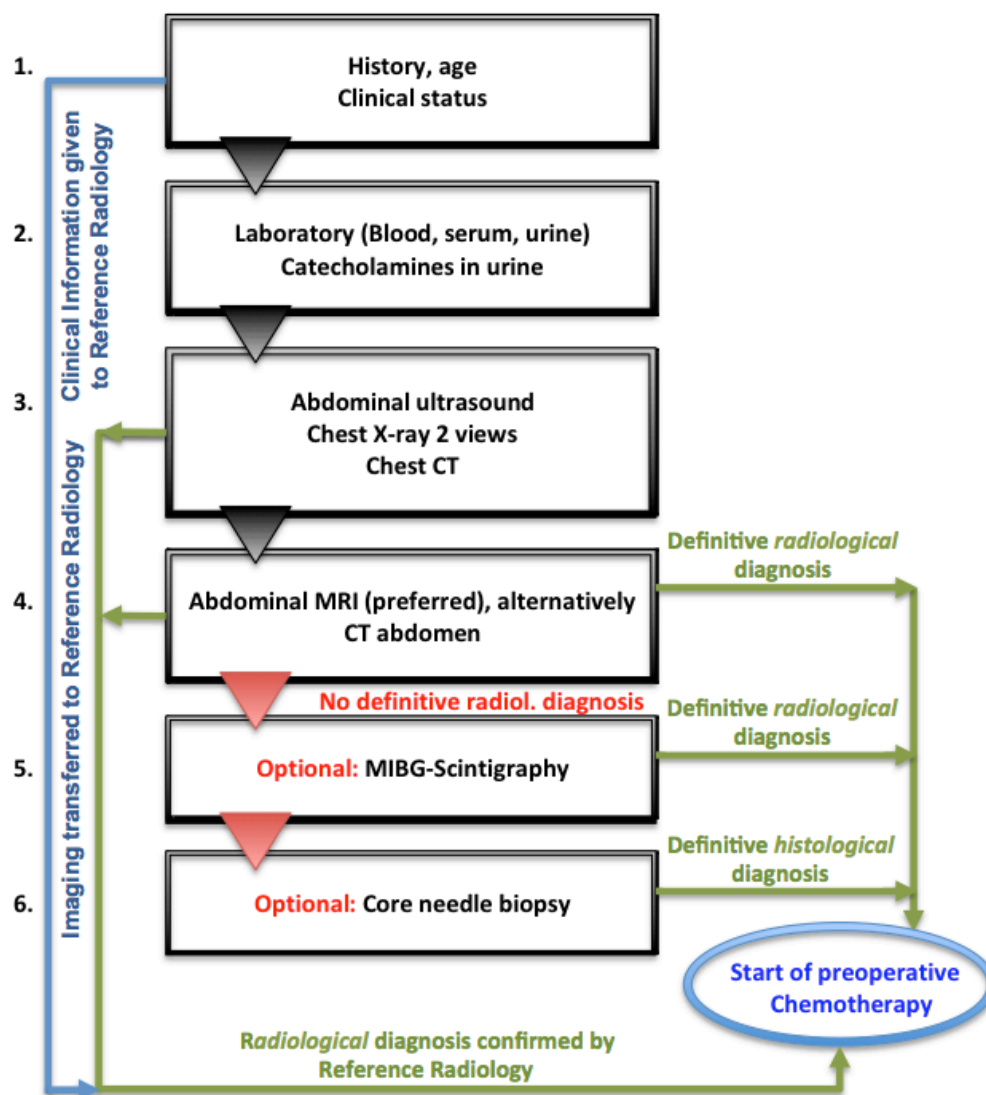 1.
History, age
Clinical status
Clinical Information given
to Reference Radiology
2.
Laboratory (Blood, serum, urine)
Catecholamines in urine
3.
Abdominal ultrasound
Chest X-ray 2 views
Chest CT
Imaging transferred to Reference Radiology
4.
Abdominal MRI (preferred), alternatively
CT abdomen
Definitive radiological
diagnosis
No definitive radiol. diagnosis
5.
Optional: MIBG-Scintigraphy
Definitive radiological
diagnosis
6.
Optional: Core needle biopsy
Definitive histological
diagnosis
Start of preoperative
Chemotherapy
Radiological diagnosis confirmed by
Reference Radiology